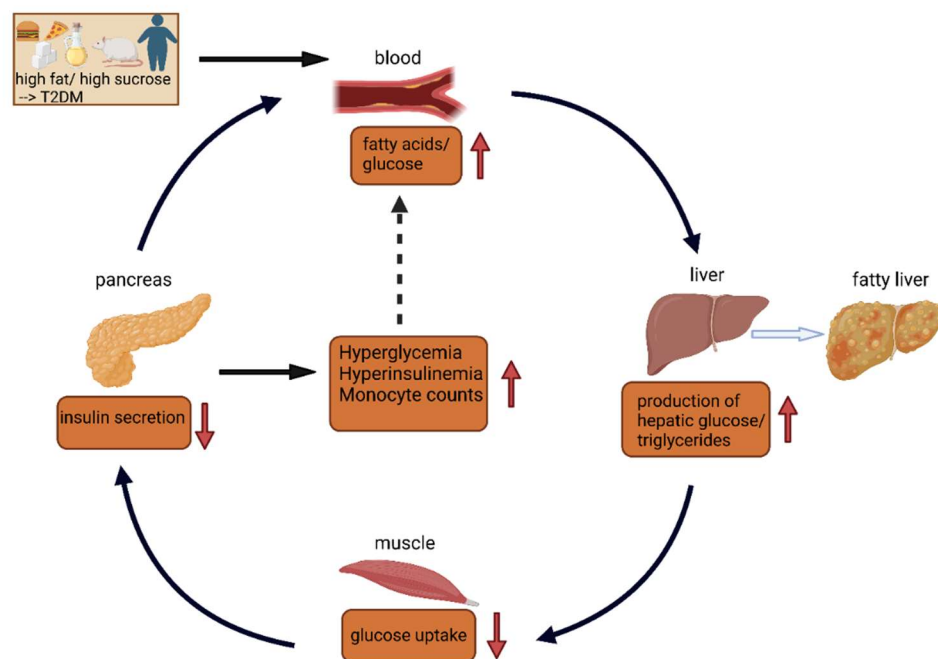 high fat/ high sucrose
--> T2DM
blood
fatty acids/
glucose
pancreas
insulin secretion
Hyperglycemia
Hyperinsulinemia
Monocyte counts
liver
fatty liver
production of
hepatic glucose/
triglycerides
muscle
glucose uptake